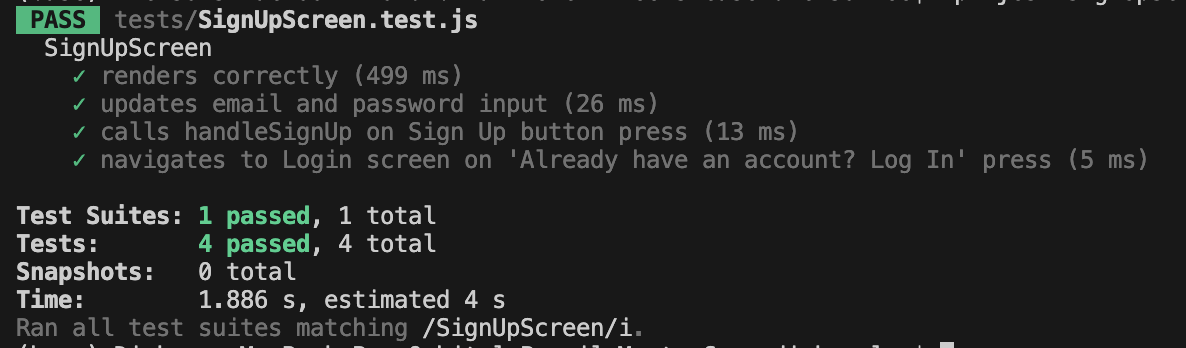 PASS tests/SignUpScreen.test.js
SignUpScreen
✓ renders correctly (499 ms)
✓ updates email and password input (26 ms)
✓ calls handleSignUp on Sign Up button press (13 ms)
✓ navigates to Login screen on 'Already have an account? Log In' press (5 ms)
Test Suites: 1 passed, 1 total
Tests: 4 passed, 4 total
Snapshots: 0 total
Time: 1.886 s, estimated 4 s
Ran all test suites matching /SignUpScreen/i.